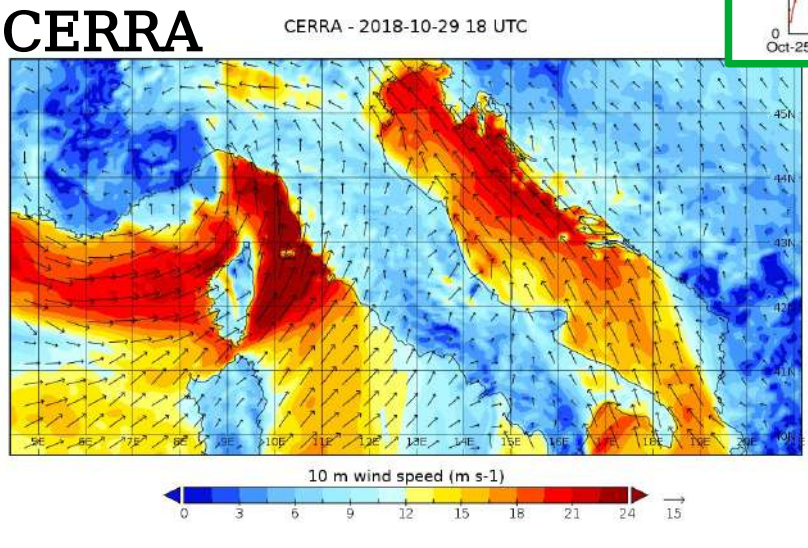 CERRA
CERRA - 2018-10-29 18 UTC
0
Oct-25
45N
44N
43N
42N
41N
40N
5E 6E 7E 8E 9E 10E 11E 12E 13E 14E 15E 16E 17E 18E 19E 20E
10 m wind speed (m s-1)
0 3 6 9 12 15 18 21 24 15